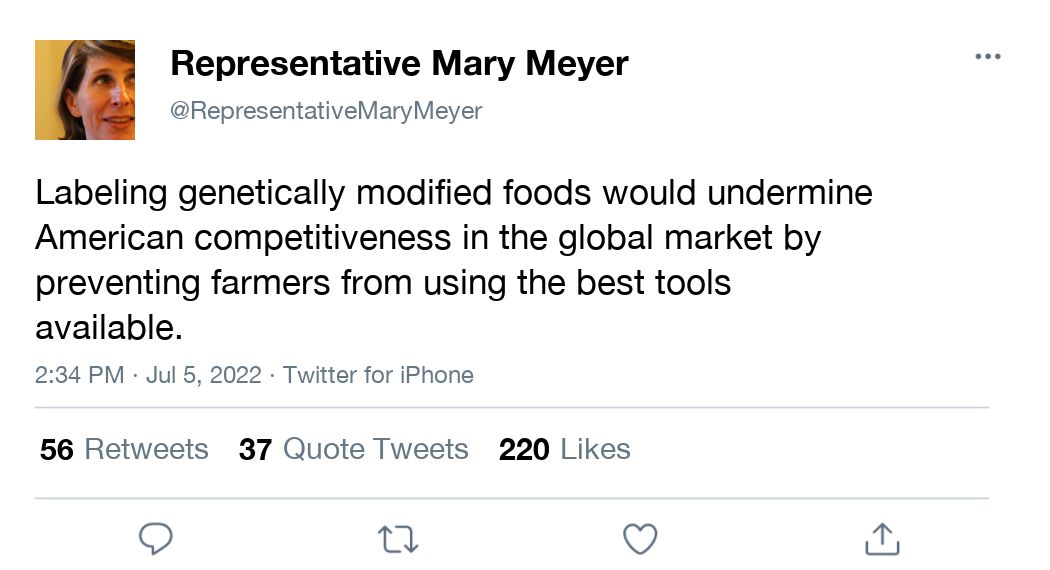 Representative Mary Meyer
@RepresentativeMaryMeyer
Labeling genetically modified foods would undermine
American competitiveness in the global market by
preventing farmers from using the best tools
available.
2:34 PM · Jul 5, 2022 · Twitter for iPhone
56 Retweets 37 Quote Tweets 220 Likes